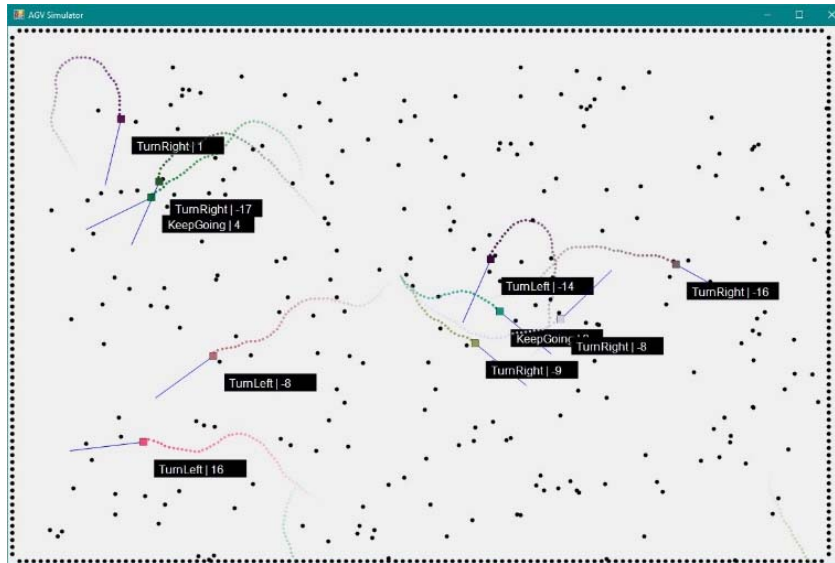 AGV Simulator
TurnRight | 1
TurnRight | -17
KeepGoing | 4
TurnLeft | -14
TurnRight | -16
KeepGoing |
TurnRight | -8
TurnRight | -9
TurnLeft | -8
TurnLeft | 16